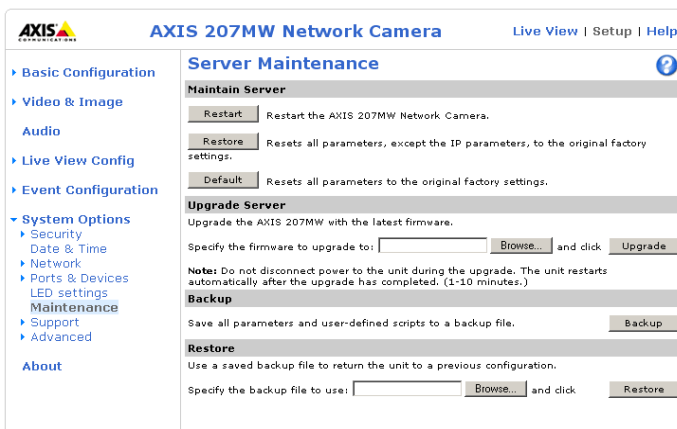 AXIS
COMMUNICATIONS
AXIS 207MW Network Camera
Live View | Setup | Help
Basic Configuration
Video & Image
Audio
Live View Config
Event Configuration
System Options
Security
Date & Time
Network
Ports & Devices
LED settings
Maintenance
Support
Advanced
About
Server Maintenance
?
Maintain Server
Restart Restart the AXIS 207MW Network Camera.
Restore Resets all parameters, except the IP parameters, to the original factory
settings.
Default Resets all parameters to the original factory settings.
Upgrade Server
Upgrade the AXIS 207MW with the latest firmware.
Specify the firmware to upgrade to: Browse... and click Upgrade
Note: Do not disconnect power to the unit during the upgrade. The unit restarts
automatically after the upgrade has completed. (1-10 minutes.)
Backup
Save all parameters and user-defined scripts to a backup file. Backup
Restore
Use a saved backup file to return the unit to a previous configuration.
Specify the backup file to use: Browse... and click Restore